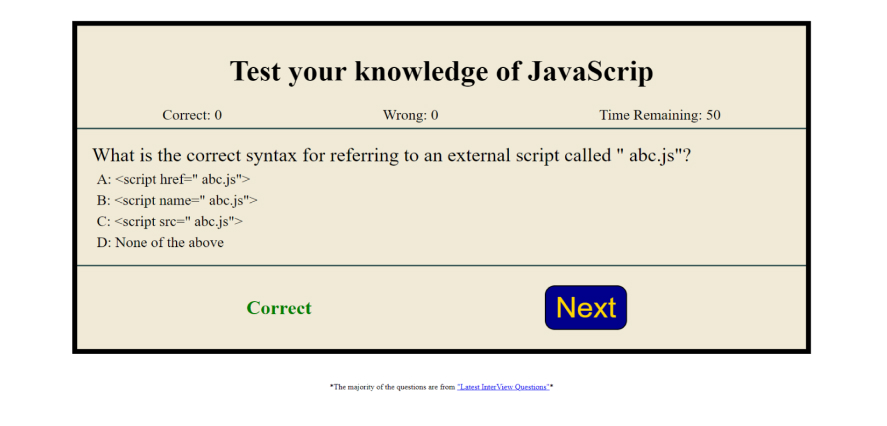 Test your knowledge of JavaScrip
Correct: 0 Wrong: 0 Time Remaining: 50
What is the correct syntax for referring to an external script called " abc.js"?
A: <script href=" abc.js">
B: <script name=" abc.js">
C: <script src=" abc.js">
D: None of the above
Correct Next
*The majority of the questions are from "Latest InterView Questions"*